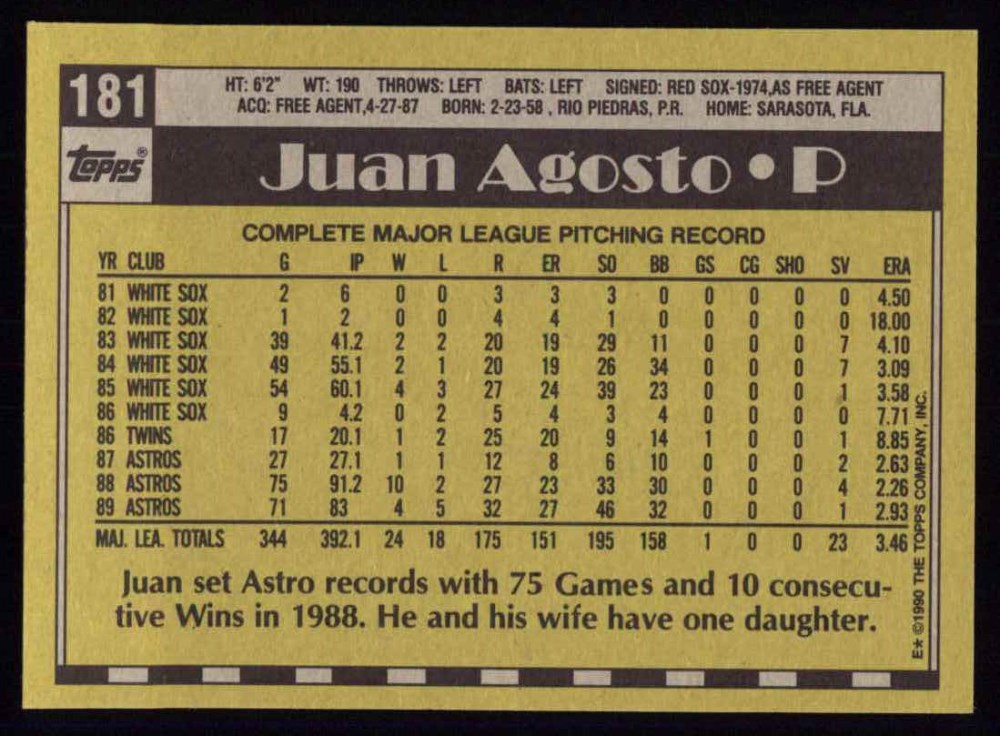 181
HT: 6'2" WT: 190 THROWS: LEFT BATS: LEFT SIGNED: RED SOX-1974,AS FREE AGENT
ACQ: FREE AGENT,4-27-87 BORN: 2-23-58 , RIO PIEDRAS, P.R. HOME: SARASOTA, FLA.
Topps®
Juan Agosto • P
COMPLETE MAJOR LEAGUE PITCHING RECORD
YR CLUB G IP W L R ER SO BB GS CG SHO SV ERA
81 WHITE SOX 2 6 0 0 3 3 3 0 0 0 0 0 4.50
82 WHITE SOX 1 2 0 0 4 4 1 0 0 0 0 0 18.00
83 WHITE SOX 39 41.2 2 2 20 19 29 11 0 0 0 7 4.10
84 WHITE SOX 49 55.1 2 1 20 19 26 34 0 0 0 7 3.09
85 WHITE SOX 54 60.1 4 3 27 24 39 23 0 0 0 1 3.58
86 WHITE SOX 9 4.2 0 2 5 4 3 4 0 0 0 0 7.71
86 TWINS 17 20.1 1 2 25 20 9 14 1 0 0 1 8.85
87 ASTROS 27 27.1 1 1 12 8 6 10 0 0 0 2 2.63
88 ASTROS 75 91.2 10 2 27 23 33 30 0 0 0 4 2.26
89 ASTROS 71 83 4 5 32 27 46 32 0 0 0 1 2.93
MAJ. LEA. TOTALS 344 392.1 24 18 175 151 195 158 1 0 0 23 3.46
Juan set Astro records with 75 Games and 10 consecu-
tive Wins in 1988. He and his wife have one daughter.
E* ©1990 THE TOPPS COMPANY, INC.